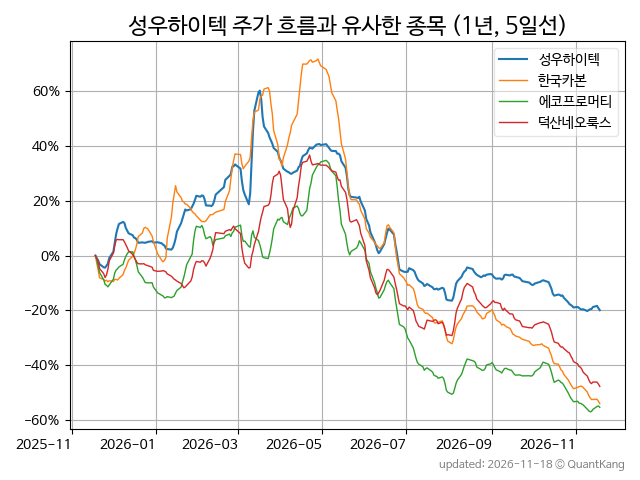 성우하이텍 주가 흐름과 유사한 종목 (1년, 5일선)
성우하이텍
한국카본
에코프로머티
덕산네오룩스
60%
40%
20%
0%
−20%
−40%
−60%
2025-11 2026-01 2026-03 2026-05 2026-07 2026-09 2026-11
updated: 2026-11-18 © QuantKang